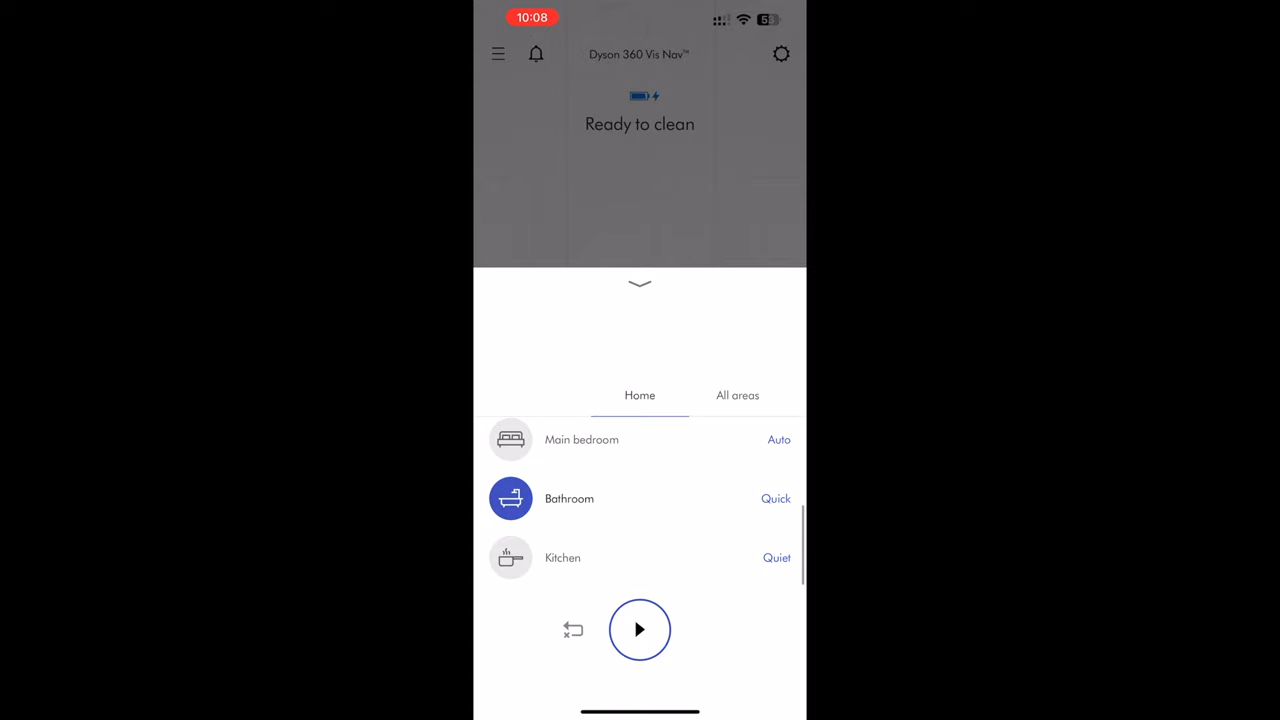 10:08
53
Dyson 360 Vis Nav™
Ready to clean
Home
All areas
Main bedroom
Auto
Bathroom
Quick
Kitchen
Quiet